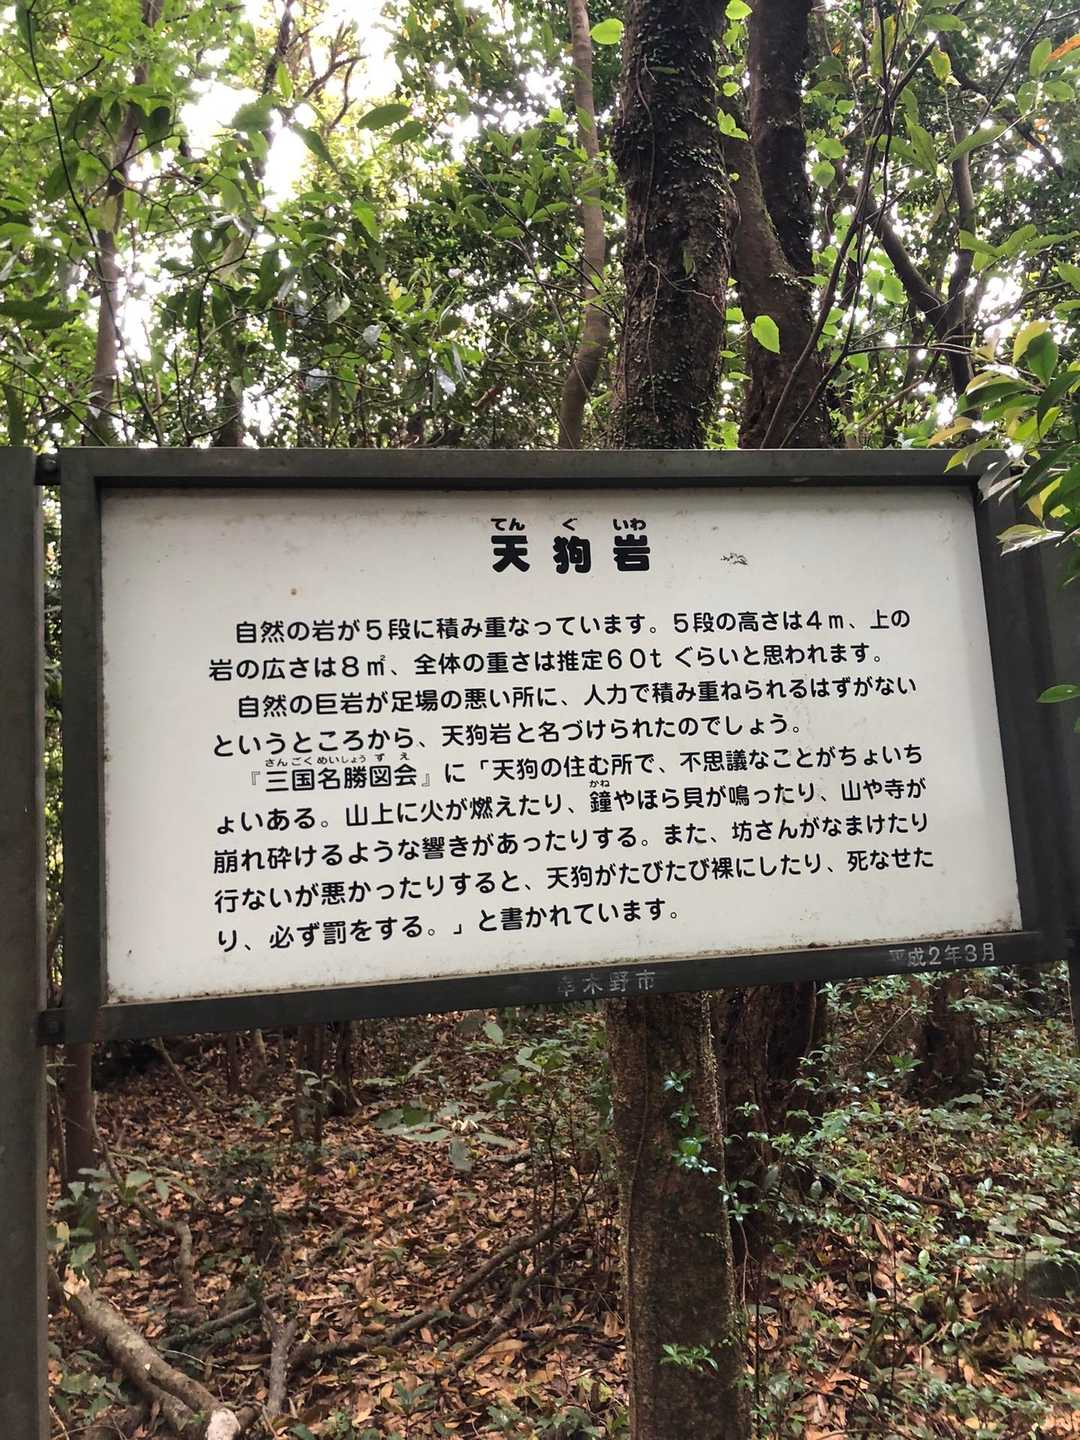 てんぐいわ
天狗岩
自然の岩が5段に積み重なっています。5段の高さは4m、上の
岩の広さは8㎡、全体の重さは推定60tぐらいと思われます。
自然の巨岩が足場の悪い所に、人力で積み重ねられるはずがない
というところから、天狗岩と名づけられたのでしょう。
さんごくめいしょうずえ
『三国名勝図会』に「天狗の住む所で、不思議なことがちょいち
かね
ょいある。山上に火が燃えたり、鐘やほら貝が鳴ったり、山や寺が
崩れ砕けるような響きがあったりする。また、坊さんがなまけたり
行ないが悪かったりすると、天狗がたびたび裸にしたり、死なせた
り、必ず罰をする。」と書かれています。
串木野市
平成2年3月